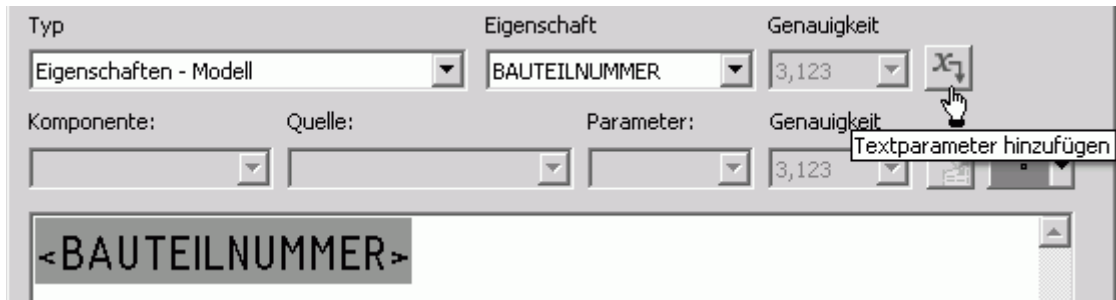 Typ Eigenschaft Genauigkeit
Eigenschaften - Modell BAUTEILNUMMER 3,123 x
Komponente: Quelle: Parameter: Genauigkeit
Textparameter hinzufügen
3,123
<BAUTEILNUMMER>